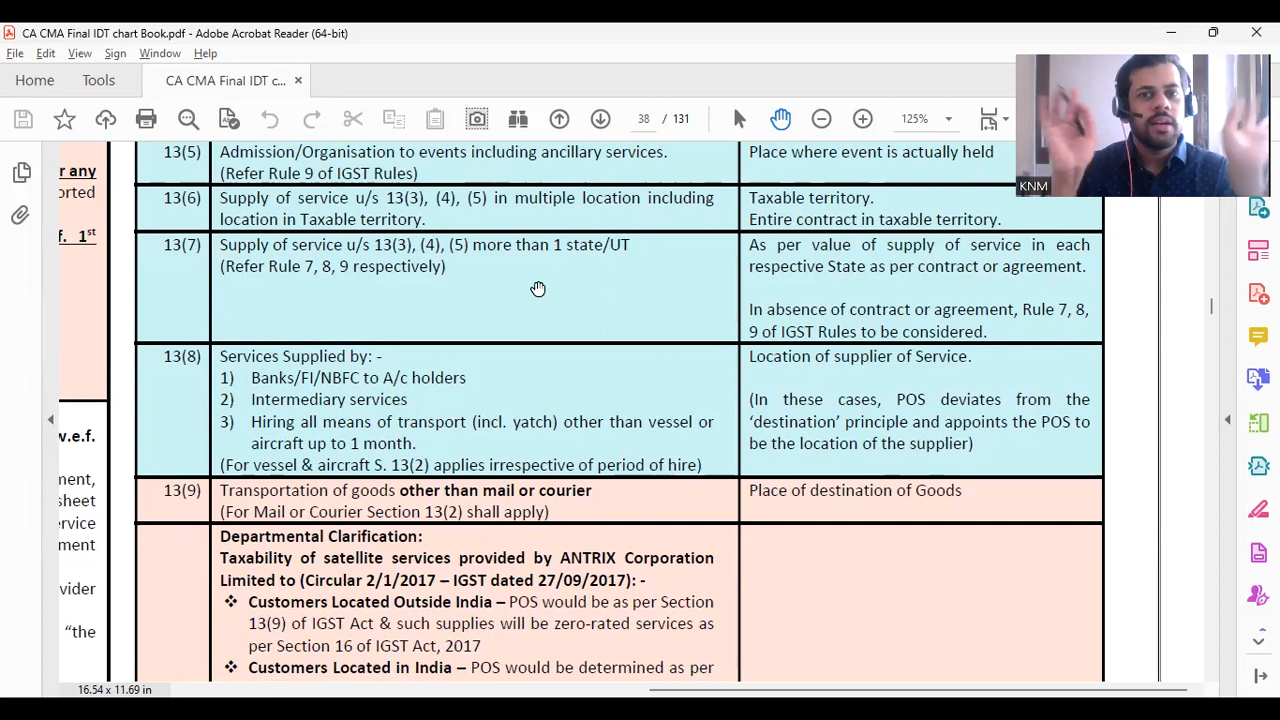 CA CMA Final IDT chart Book.pdf - Adobe Acrobat Reader (64-bit)
File Edit View Sign Window Help
Home Tools CA CMA Final IDT c... ×
38 / 131 125%
KNM
r any
orted
f. 1st
w.e.f.
ment,
sheet
ervice
ment
vider
"the
13(5) Admission/Organisation to events including ancillary services. Place where event is actually held
(Refer Rule 9 of IGST Rules)
13(6) Supply of service u/s 13(3), (4), (5) in multiple location including Taxable territory.
location in Taxable territory. Entire contract in taxable territory.
13(7) Supply of service u/s 13(3), (4), (5) more than 1 state/UT As per value of supply of service in each
(Refer Rule 7, 8, 9 respectively) respective State as per contract or agreement.
In absence of contract or agreement, Rule 7, 8,
9 of IGST Rules to be considered.
13(8) Services Supplied by: - Location of supplier of Service.
1) Banks/FI/NBFC to A/c holders
2) Intermediary services (In these cases, POS deviates from the
3) Hiring all means of transport (incl. yatch) other than vessel or 'destination' principle and appoints the POS to
aircraft up to 1 month. be the location of the supplier)
(For vessel & aircraft S. 13(2) applies irrespective of period of hire)
13(9) Transportation of goods other than mail or courier Place of destination of Goods
(For Mail or Courier Section 13(2) shall apply)
Departmental Clarification:
Taxability of satellite services provided by ANTRIX Corporation
Limited to (Circular 2/1/2017 – IGST dated 27/09/2017): -
❖ Customers Located Outside India – POS would be as per Section
13(9) of IGST Act & such supplies will be zero-rated services as
per Section 16 of IGST Act, 2017
❖ Customers Located in India – POS would be determined as per
16.54 x 11.69 in